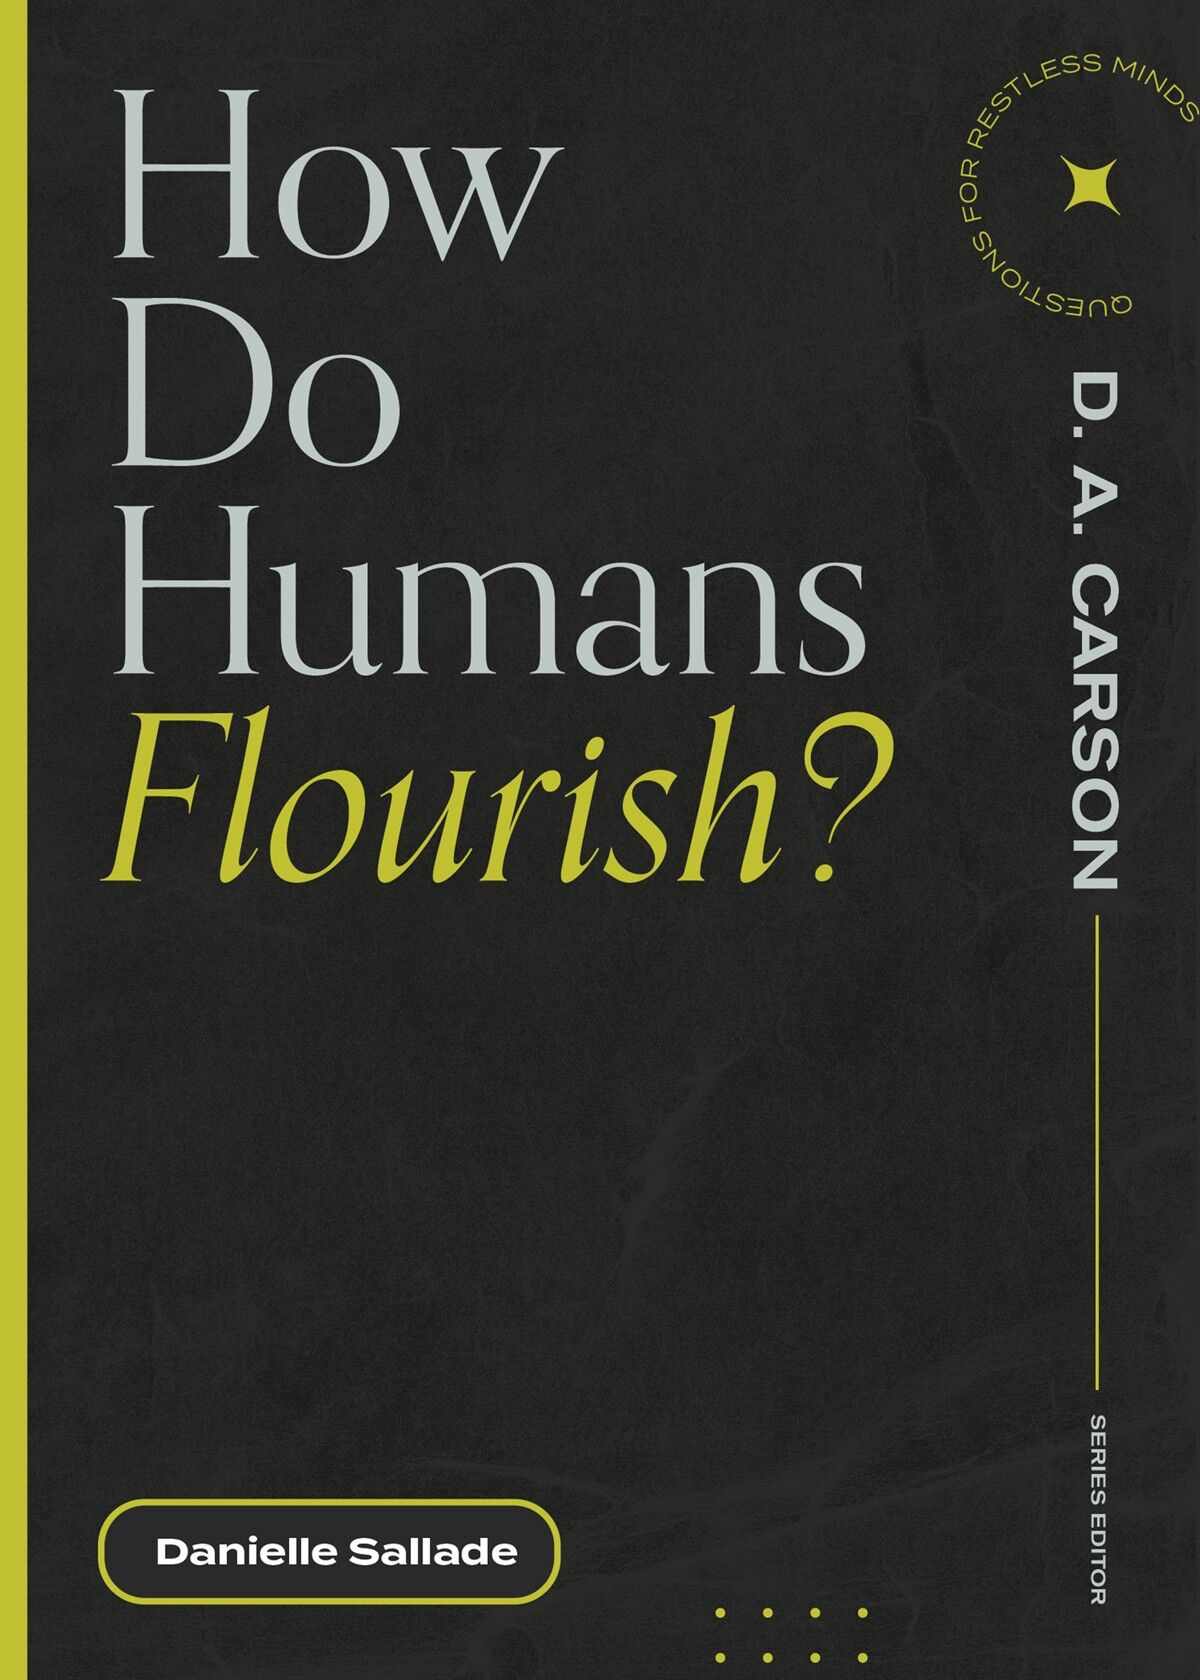 How
Do
Humans
Flourish?
QUESTIONS FOR RESTLESS MINDS
D. A. CARSON
SERIES EDITOR
Danielle Sallade